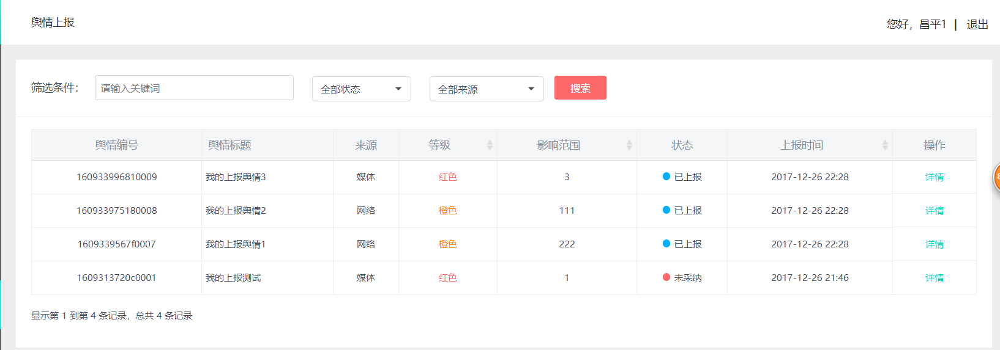 舆情上报
您好，昌平1 | 退出
筛选条件： 请输入关键词 全部状态 全部来源 搜索
舆情编号 舆情标题 来源 等级 影响范围 状态 上报时间 操作
160933996810009 我的上报舆情3 媒体 红色 3 已上报 2017-12-26 22:28 详情
160933975180008 我的上报舆情2 网络 橙色 111 已上报 2017-12-26 22:28 详情
1609339567f0007 我的上报舆情1 网络 橙色 222 已上报 2017-12-26 22:28 详情
1609313720c0001 我的上报测试 媒体 红色 1 未采纳 2017-12-26 21:46 详情
显示第 1 到第 4 条记录，总共 4 条记录